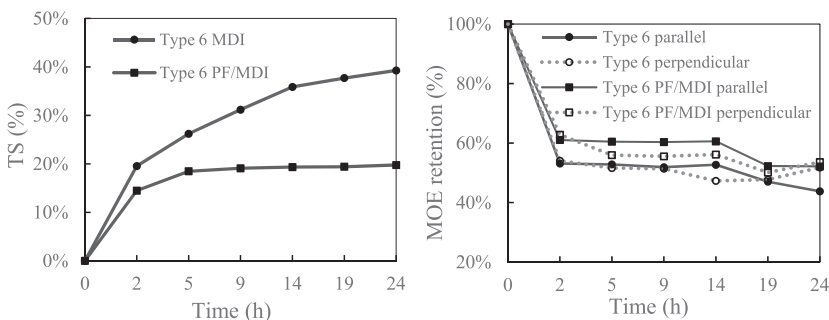 50%
40%
30%
20%
10%
0%
TS (%)
Type 6 MDI
Type 6 PF/MDI
0 2 5 9 14 19 24
Time (h)
100%
80%
60%
40%
20%
MOE retention (%)
Type 6 parallel
Type 6 perpendicular
Type 6 PF/MDI parallel
Type 6 PF/MDI perpendicular
0 2 5 9 14 19 24
Time (h)